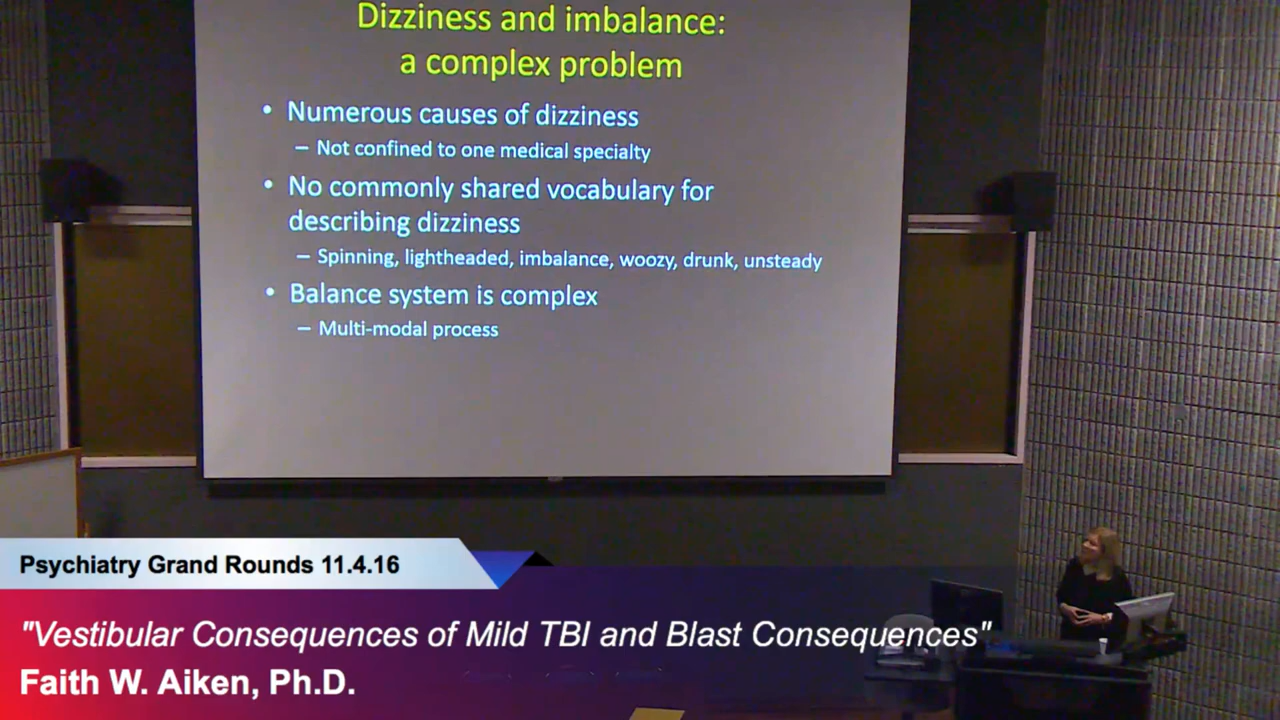 Dizziness and imbalance:
a complex problem
• Numerous causes of dizziness
– Not confined to one medical specialty
• No commonly shared vocabulary for
describing dizziness
– Spinning, lightheaded, imbalance, woozy, drunk, unsteady
• Balance system is complex
– Multi-modal process
Psychiatry Grand Rounds 11.4.16
"Vestibular Consequences of Mild TBI and Blast Consequences"
Faith W. Aiken, Ph.D.